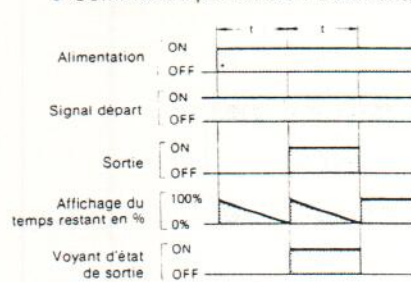 t t
Alimentation ON
OFF
Signal départ ON
OFF
Sortie ON
OFF
Affichage du 100%
temps restant en % 0%
Voyant d'état ON
de sortie OFF